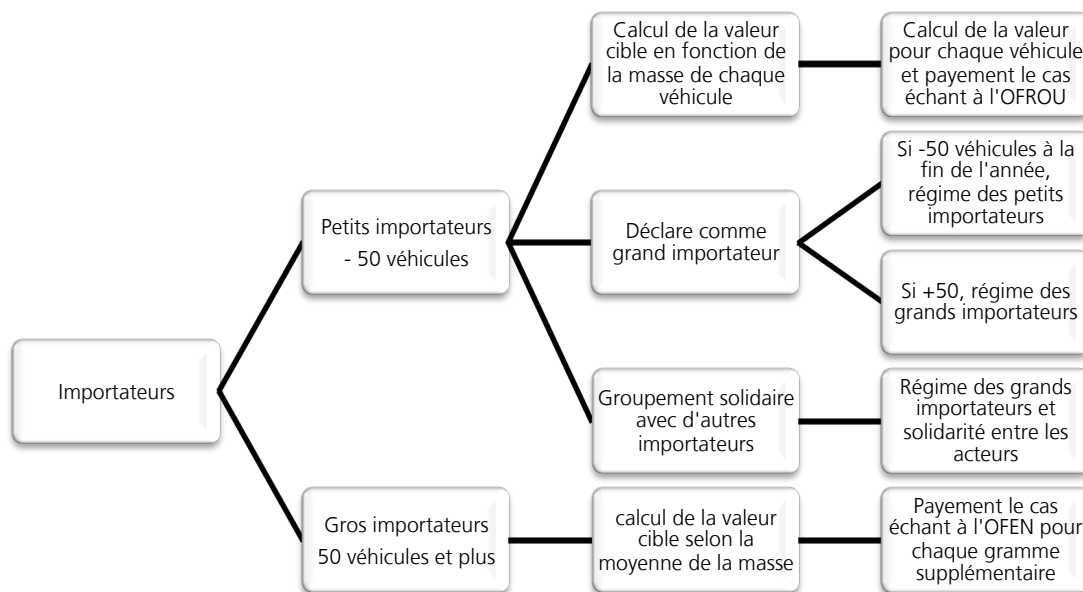 Importateurs
Petits importateurs
- 50 véhicules
Calcul de la valeur
cible en fonction de
la masse de chaque
véhicule
Calcul de la valeur
pour chaque véhicule
et payement le cas
échant à l'OFROU
Déclare comme
grand importateur
Si -50 véhicules à la
fin de l'année,
régime des petits
importateurs
Si +50, régime des
grands importateurs
Groupement solidaire
avec d'autres
importateurs
Régime des grands
importateurs et
solidarité entre les
acteurs
Gros importateurs
50 véhicules et plus
calcul de la valeur
cible selon la
moyenne de la masse
Payement le cas
échant à l'OFEN pour
chaque gramme
supplémentaire